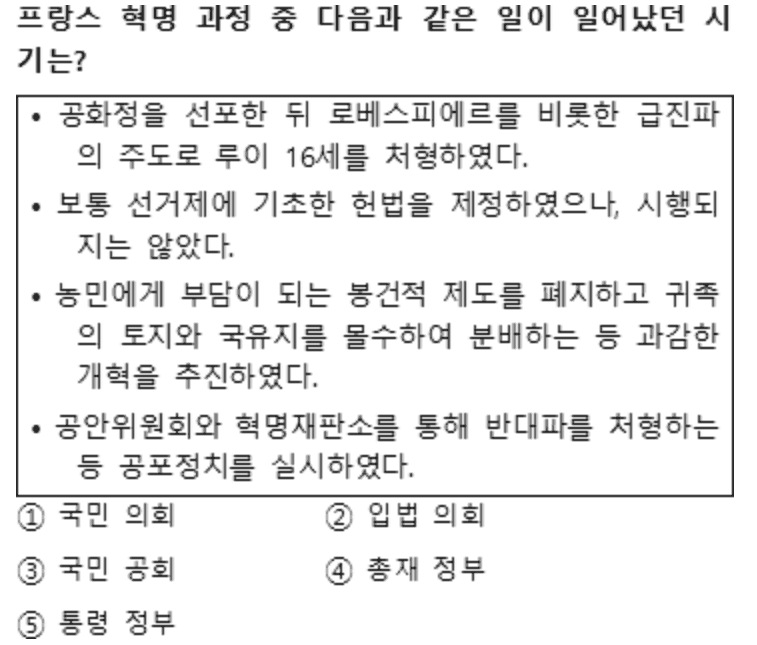 프랑스 혁명 과정 중 다음과 같은 일이 일어났던 시
기는?
• 공화정을 선포한 뒤 로베스피에르를 비롯한 급진파
의 주도로 루이 16세를 처형하였다.
• 보통 선거제에 기초한 헌법을 제정하였으나, 시행되
지는 않았다.
• 농민에게 부담이 되는 봉건적 제도를 폐지하고 귀족
의 토지와 국유지를 몰수하여 분배하는 등 과감한
개혁을 추진하였다.
• 공안위원회와 혁명재판소를 통해 반대파를 처형하는
등 공포정치를 실시하였다.
① 국민 의회 ② 입법 의회
③ 국민 공회 ④ 총재 정부
⑤ 통령 정부